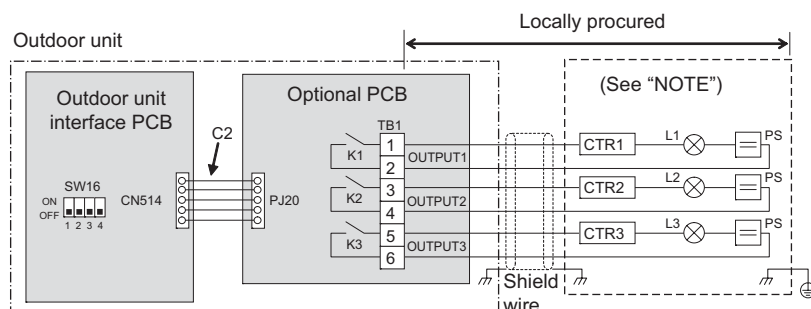 Locally procured
Outdoor unit
Outdoor unit
interface PCB
Optional PCB
(See “NOTE”)
C2
TB1
SW16
ON
OFF
1 2 3 4
CN514
PJ20
K1
1
2
OUTPUT1
CTR1
L1
PS
K2
3
4
OUTPUT2
CTR2
L2
PS
K3
5
6
OUTPUT3
CTR3
L3
PS
Shield
wire